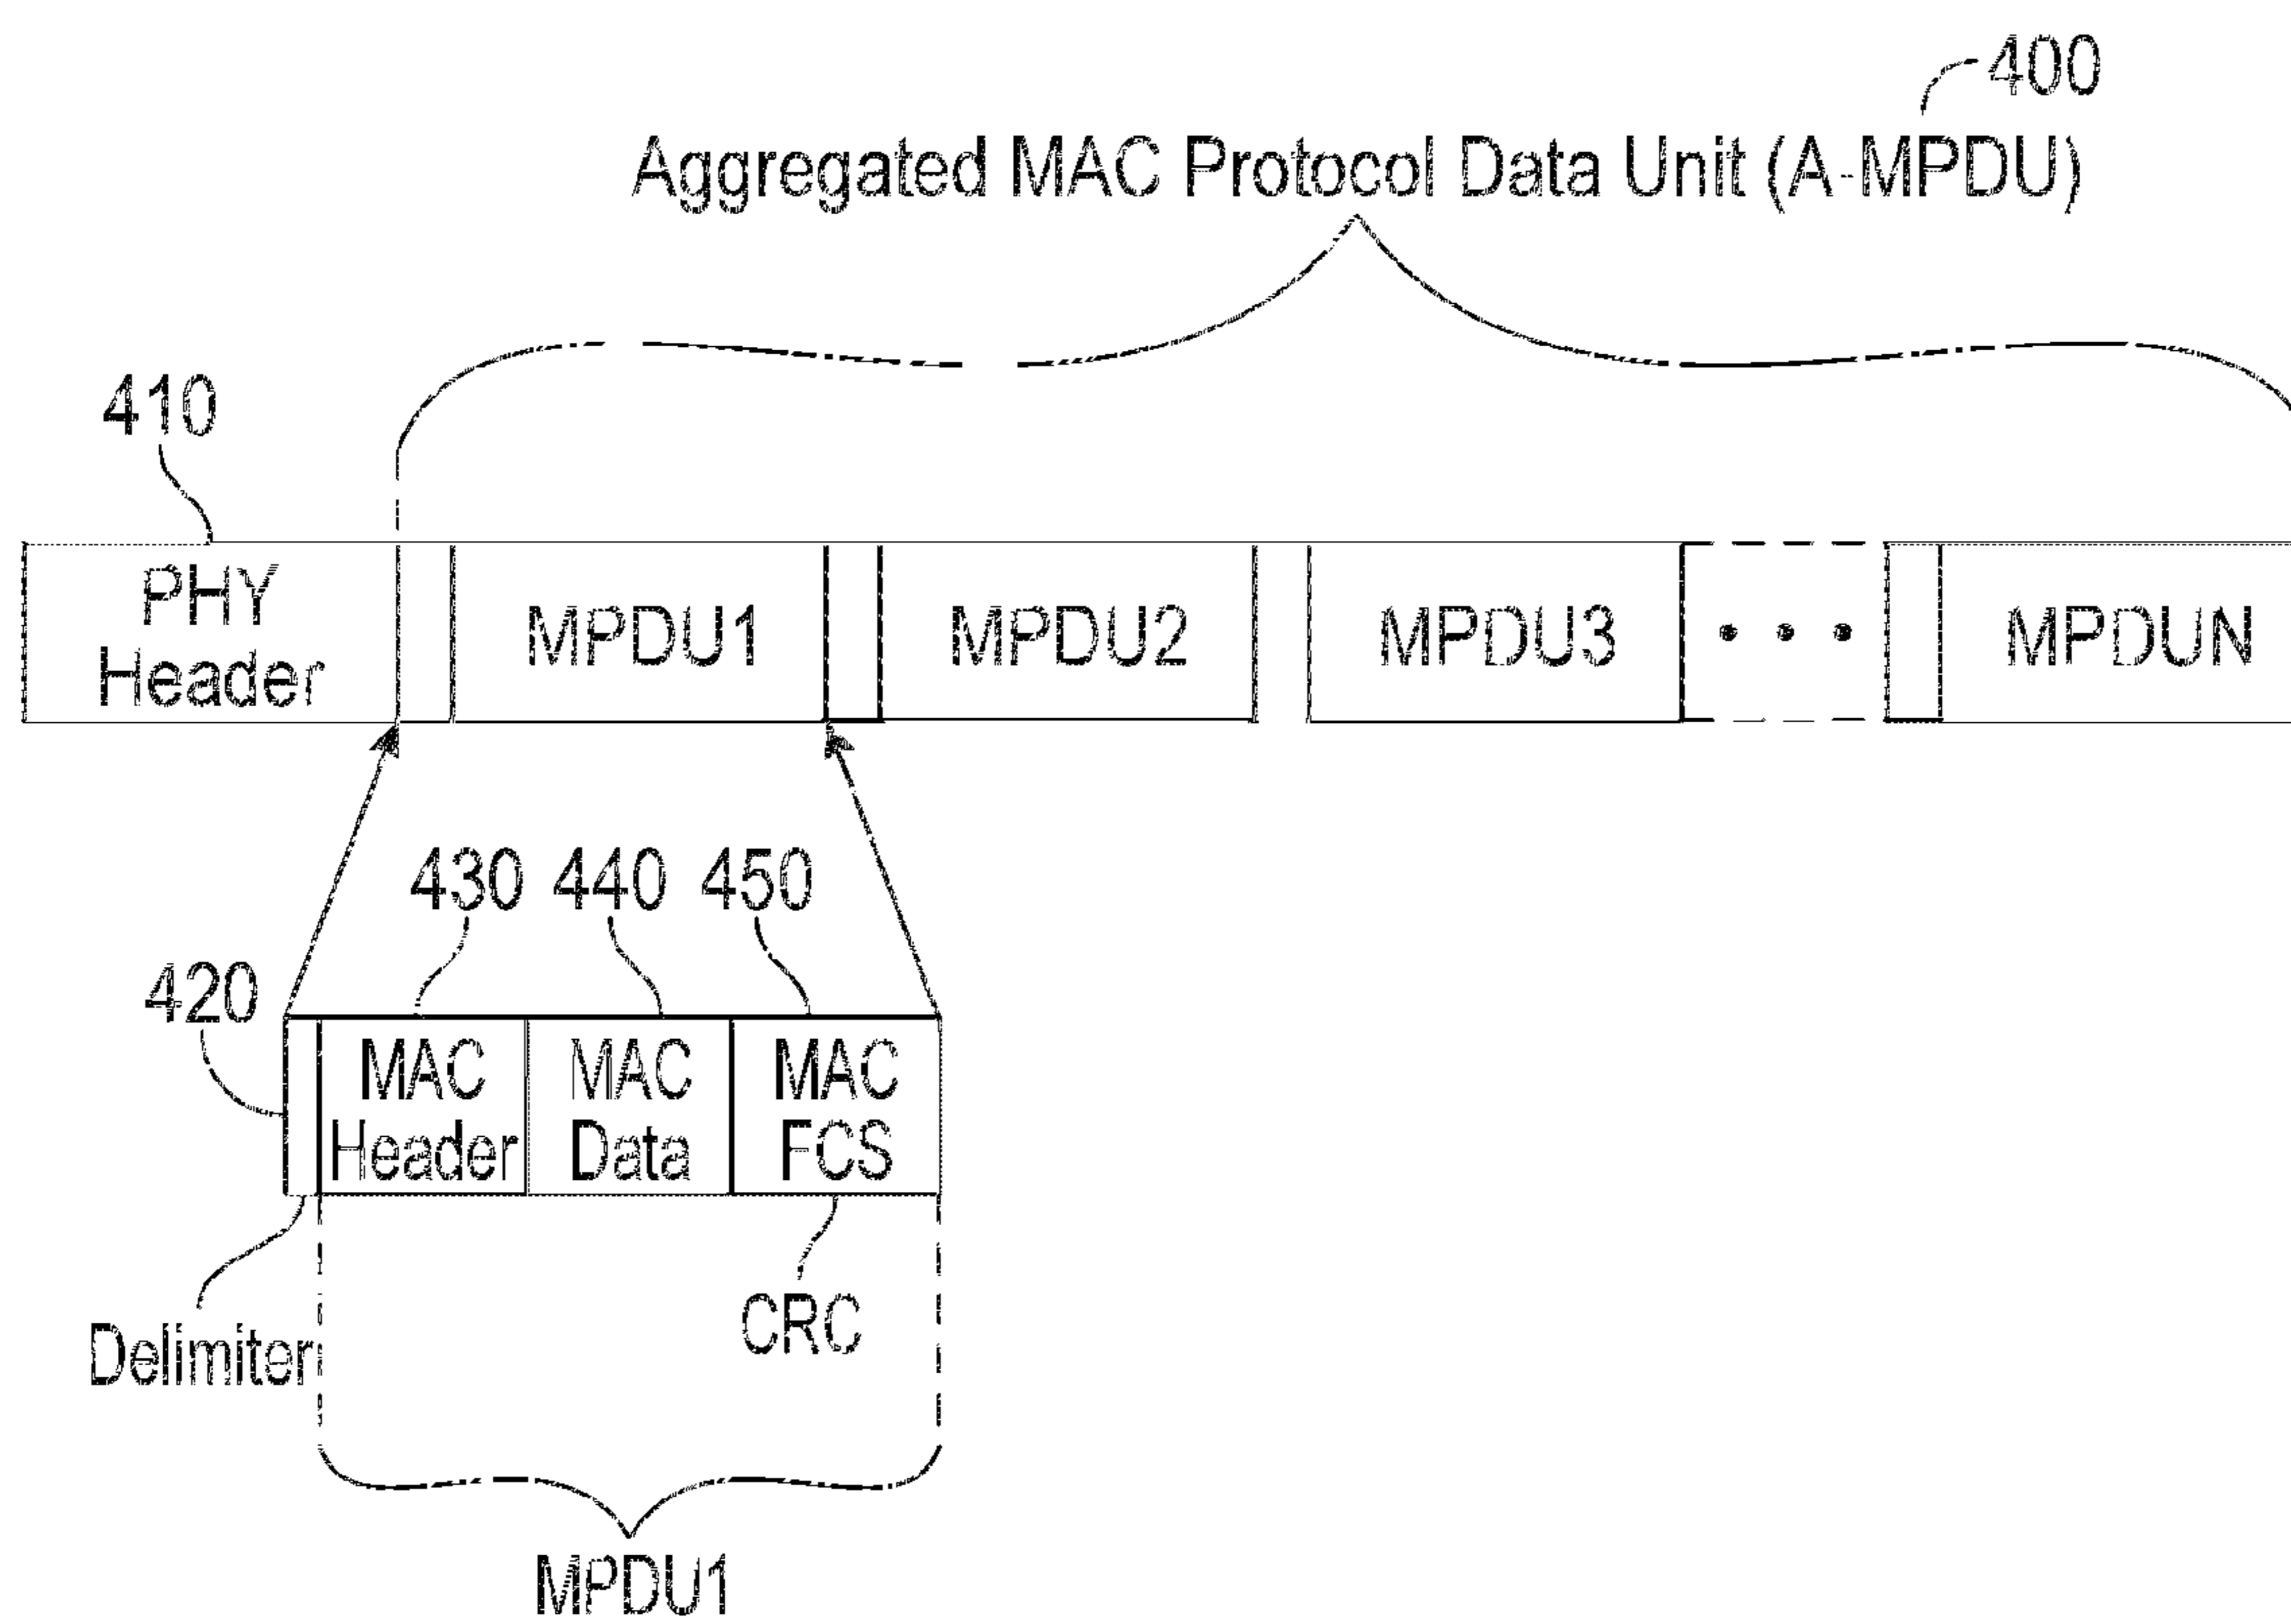 400
Aggregated MAC Protocol Data Unit (A-MPDU)
410
PHY
Header
MPDU1
MPDU2
MPDU3
• • •
MPDUN
430
440
450
420
MAC
Header
MAC
Data
MAC
FCS
Delimiter
CRC
MPDU1